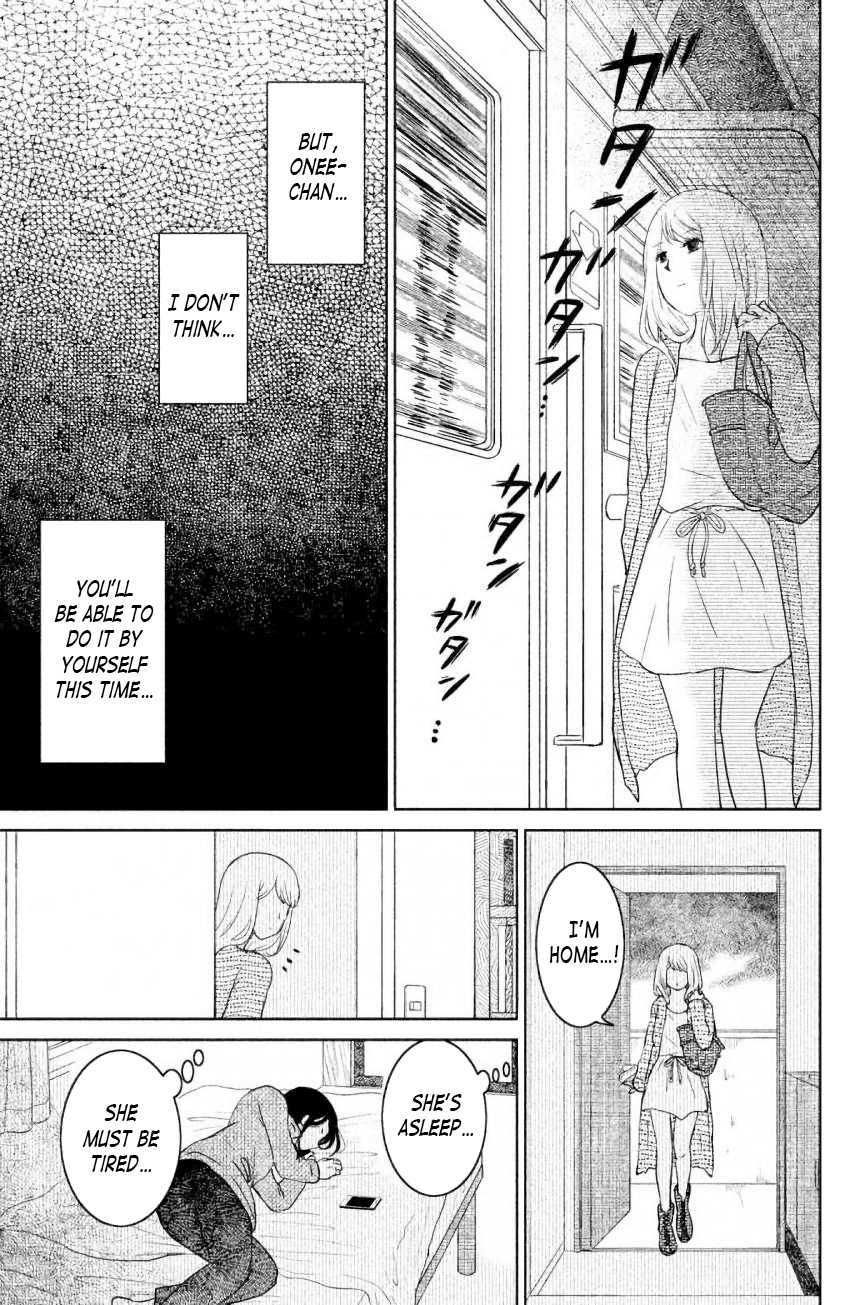 ガタン
ガタン…
ガタン
ガタン…
BUT,
ONEE-
CHAN...
I DON'T
THINK...
YOU'LL
BE ABLE TO
DO IT BY
YOURSELF
THIS TIME...
I'M
HOME...!
SHE'S
ASLEEP...
SHE
MUST BE
TIRED...